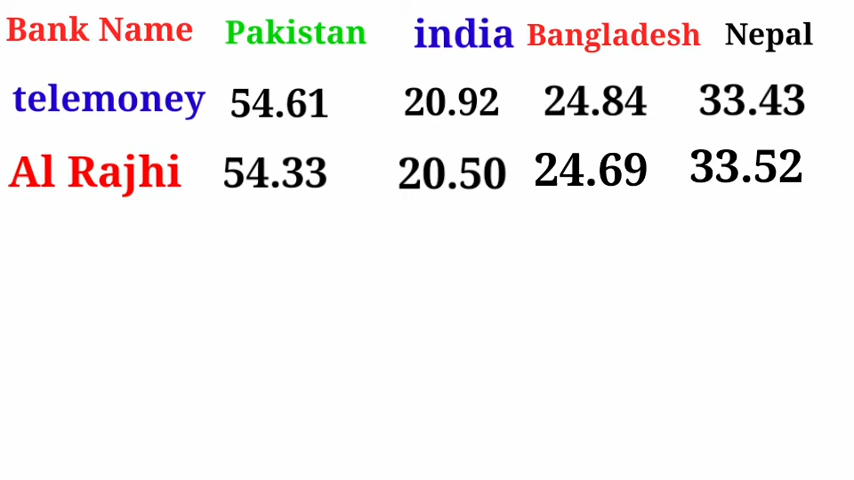 Bank Name Pakistan india Bangladesh Nepal
telemoney 54.61 20.92 24.84 33.43
Al Rajhi 54.33 20.50 24.69 33.52